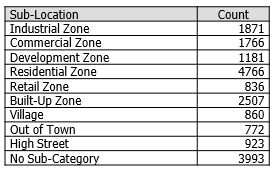 Sub-Location Count
Industrial Zone 1871
Commercial Zone 1766
Development Zone 1181
Residential Zone 4766
Retail Zone 836
Built-Up Zone 2507
Village 860
Out of Town 772
High Street 923
No Sub-Category 3993